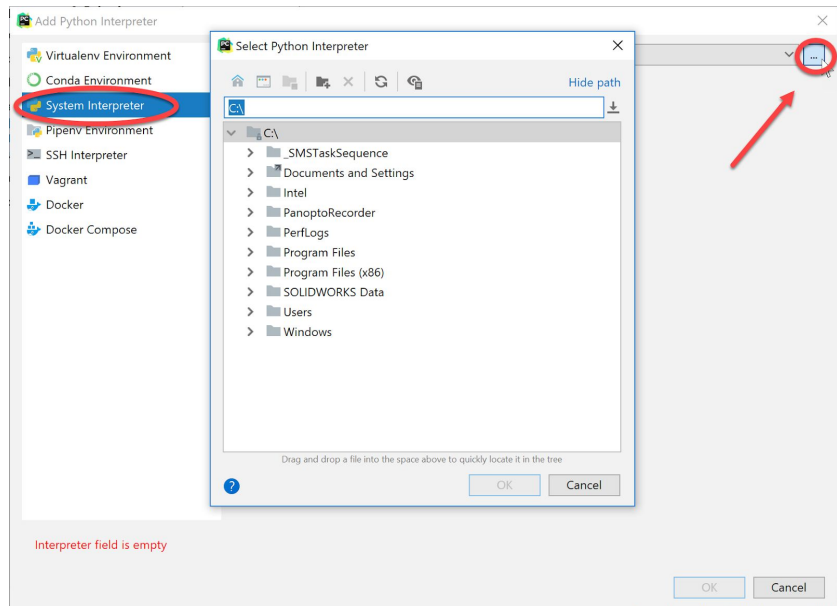 Add Python Interpreter
Virtualenv Environment
Conda Environment
System Interpreter
Pipenv Environment
SSH Interpreter
Vagrant
Docker
Docker Compose
Select Python Interpreter
Hide path
C:\
C:\
_SMSTaskSequence
Documents and Settings
Intel
PanoptoRecorder
PerfLogs
Program Files
Program Files (x86)
SOLIDWORKS Data
Users
Windows
Drag and drop a file into the space above to quickly locate it in the tree
?
OK Cancel
...
Interpreter field is empty
OK Cancel